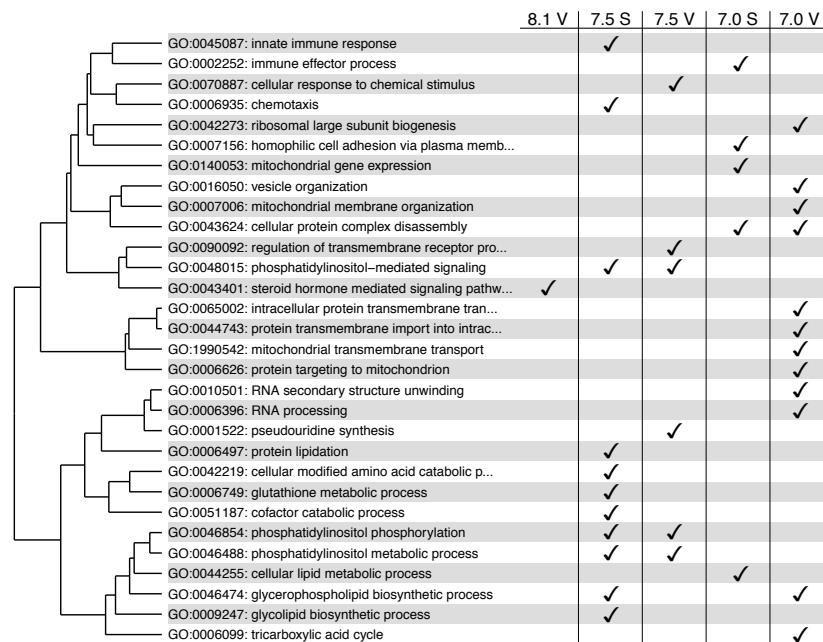 8.1 V 7.5 S 7.5 V 7.0 S 7.0 V
GO:0045087: innate immune response ✓
GO:0002252: immune effector process ✓
GO:0070887: cellular response to chemical stimulus ✓
GO:0006935: chemotaxis ✓
GO:0042273: ribosomal large subunit biogenesis ✓
GO:0007156: homophilic cell adhesion via plasma memb... ✓
GO:0140053: mitochondrial gene expression ✓
GO:0016050: vesicle organization ✓
GO:0007006: mitochondrial membrane organization ✓
GO:0043624: cellular protein complex disassembly ✓ ✓
GO:0090092: regulation of transmembrane receptor pro... ✓
GO:0048015: phosphatidylinositol−mediated signaling ✓ ✓
GO:0043401: steroid hormone mediated signaling pathw... ✓
GO:0065002: intracellular protein transmembrane tran... ✓
GO:0044743: protein transmembrane import into intrac... ✓
GO:1990542: mitochondrial transmembrane transport ✓
GO:0006626: protein targeting to mitochondrion ✓
GO:0010501: RNA secondary structure unwinding ✓
GO:0006396: RNA processing ✓
GO:0001522: pseudouridine synthesis ✓
GO:0006497: protein lipidation ✓
GO:0042219: cellular modified amino acid catabolic p... ✓
GO:0006749: glutathione metabolic process ✓
GO:0051187: cofactor catabolic process ✓
GO:0046854: phosphatidylinositol phosphorylation ✓ ✓
GO:0046488: phosphatidylinositol metabolic process ✓ ✓
GO:0044255: cellular lipid metabolic process ✓
GO:0046474: glycerophospholipid biosynthetic process ✓ ✓
GO:0009247: glycolipid biosynthetic process ✓
GO:0006099: tricarboxylic acid cycle ✓